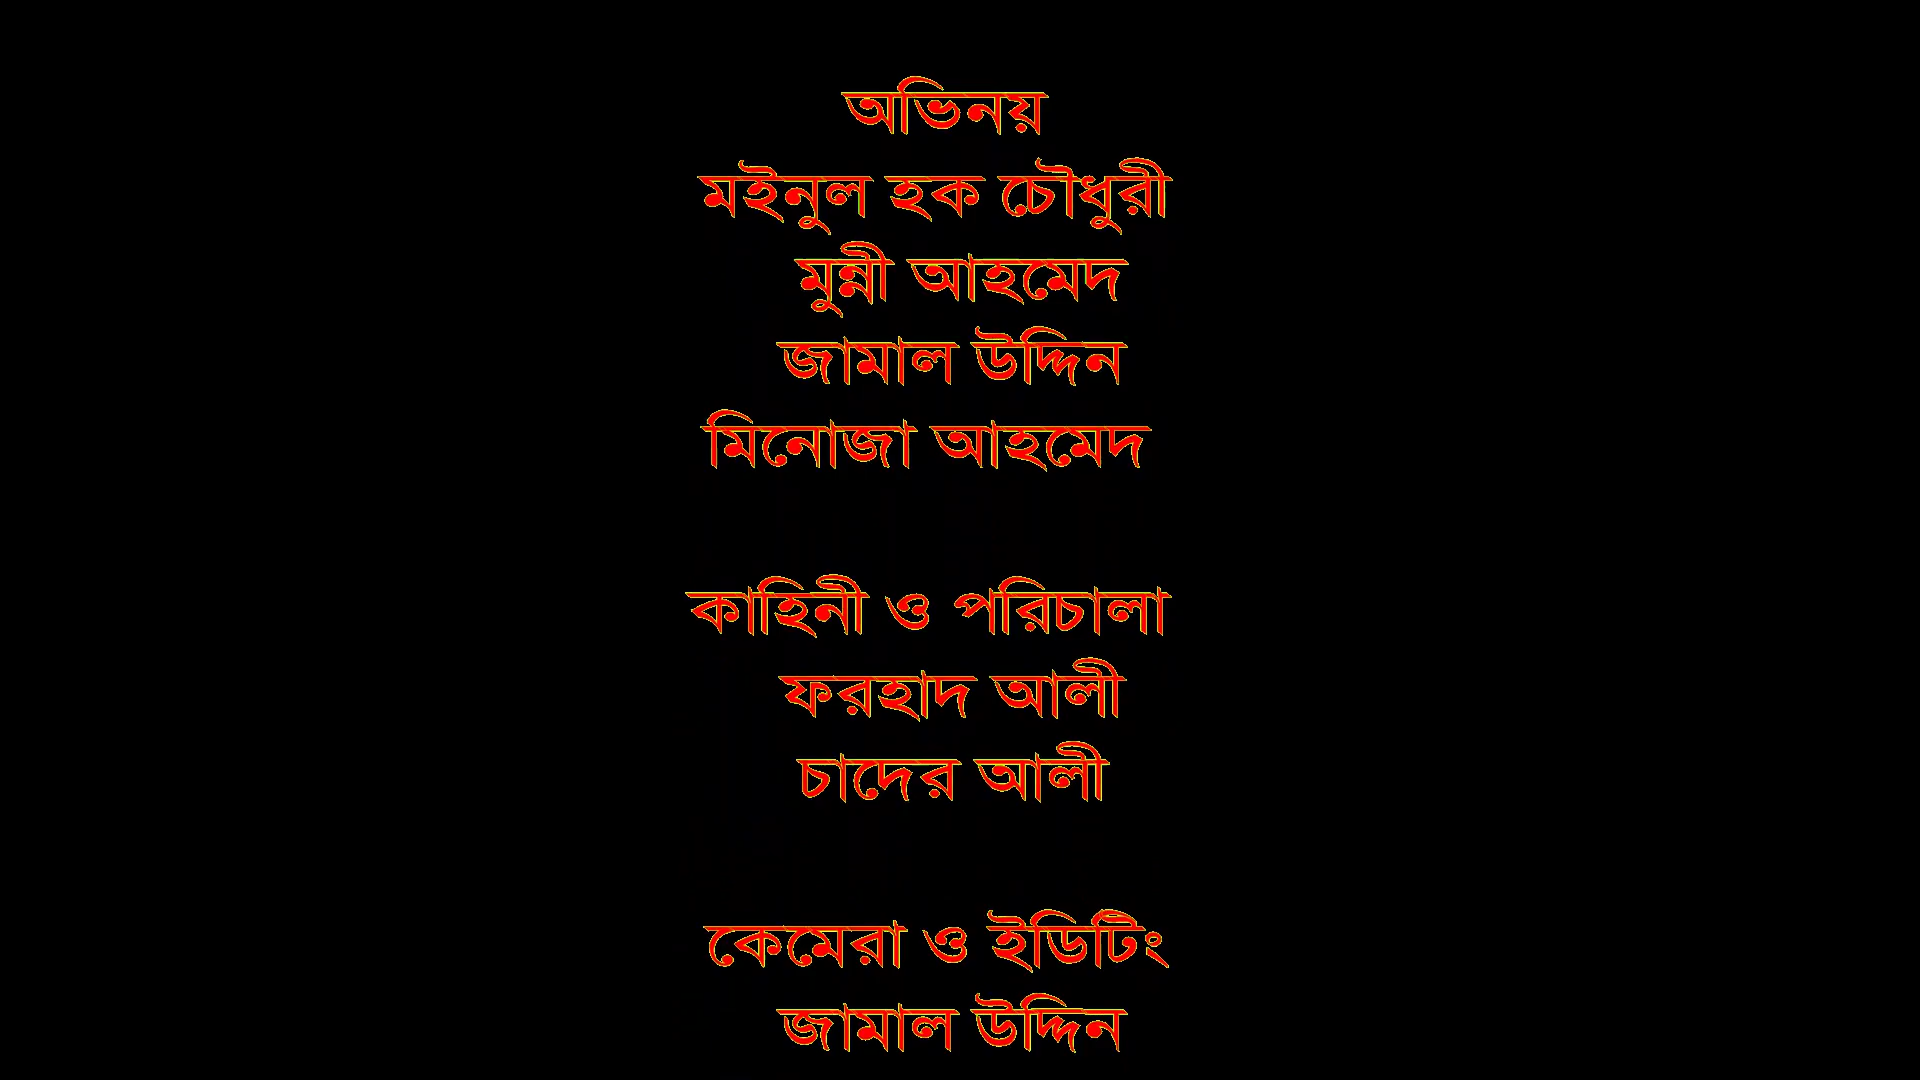 অভিনয়
মইনুল হক চৌধুরী
মুন্নী আহমেদ
জামাল উদ্দিন
মিনোজা আহমেদ
কাহিনী ও পরিচালা
ফরহাদ আলী
চাদের আলী
কেমেরা ও ইডিটিং
জামাল উদ্দিন